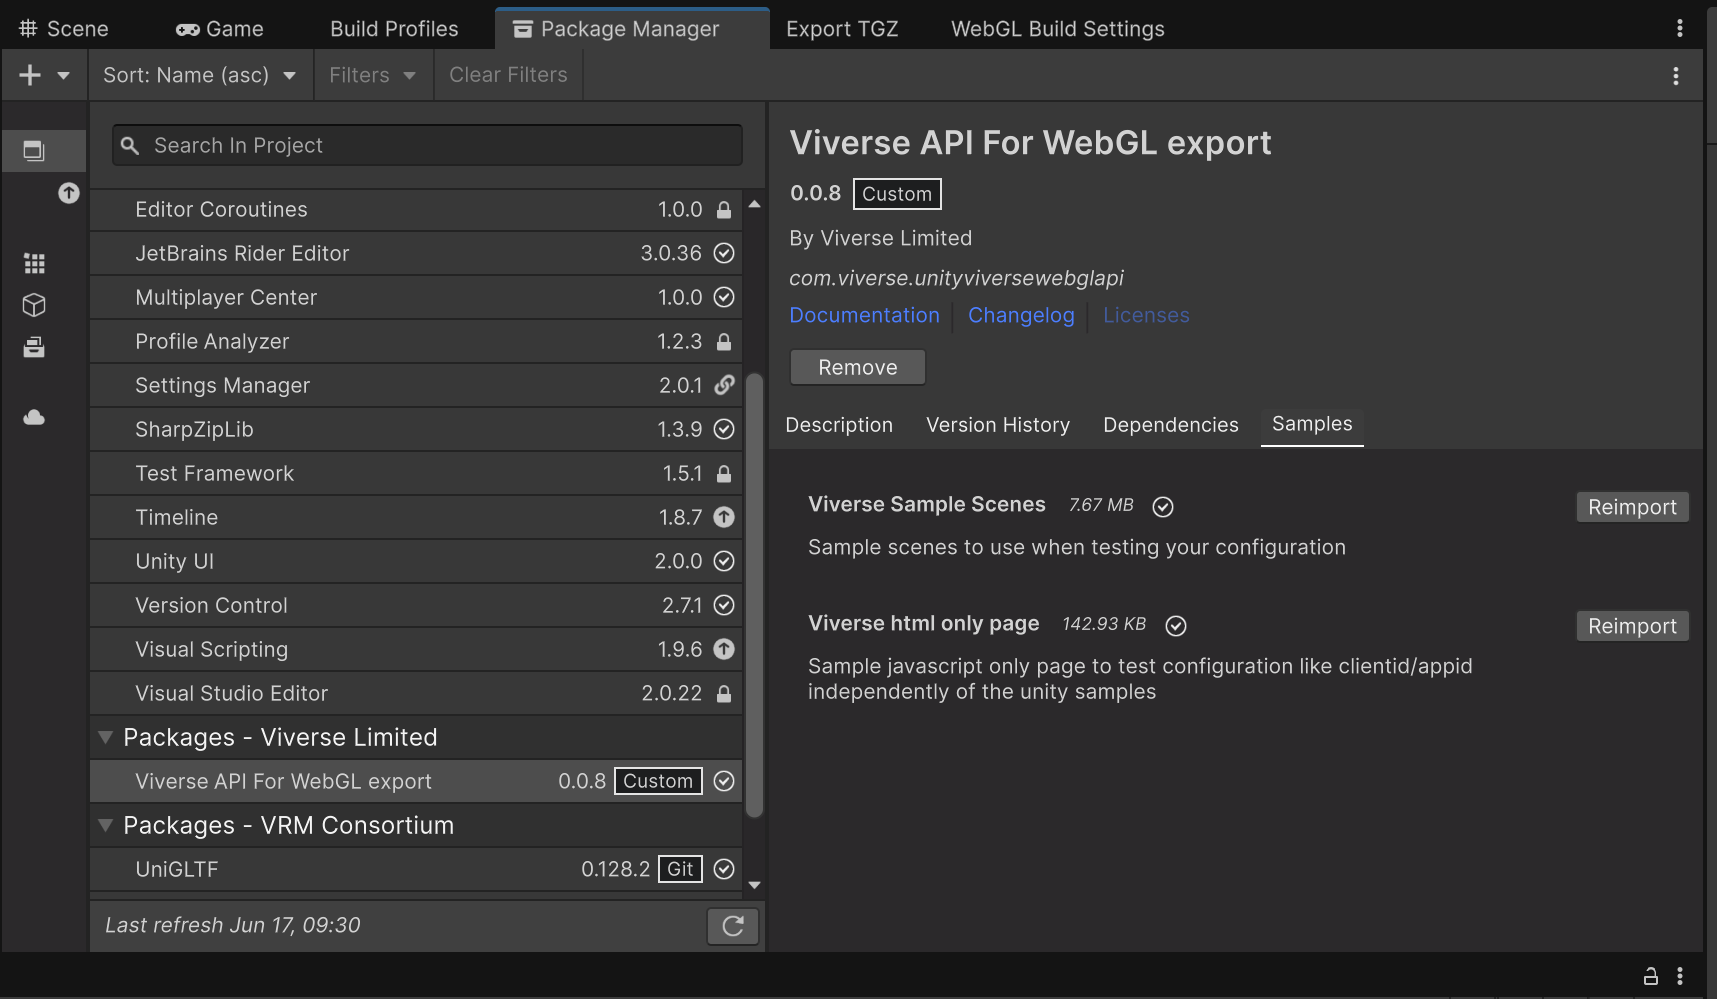 Scene Game Build Profiles Package Manager Export TGZ WebGL Build Settings
Sort: Name (asc) Filters Clear Filters
Search In Project
Editor Coroutines 1.0.0
JetBrains Rider Editor 3.0.36
Multiplayer Center 1.0.0
Profile Analyzer 1.2.3
Settings Manager 2.0.1
SharpZipLib 1.3.9
Test Framework 1.5.1
Timeline 1.8.7
Unity UI 2.0.0
Version Control 2.7.1
Visual Scripting 1.9.6
Visual Studio Editor 2.0.22
Packages - Viverse Limited
Viverse API For WebGL export 0.0.8 Custom
Packages - VRM Consortium
UniGLTF 0.128.2 Git
Last refresh Jun 17, 09:30
Viverse API For WebGL export
0.0.8 Custom
By Viverse Limited
com.viverse.unityviversewebglapi
Documentation Changelog Licenses
Remove
Description Version History Dependencies Samples
Viverse Sample Scenes 7.67 MB Reimport
Sample scenes to use when testing your configuration
Viverse html only page 142.93 KB Reimport
Sample javascript only page to test configuration like clientid/appid
independently of the unity samples